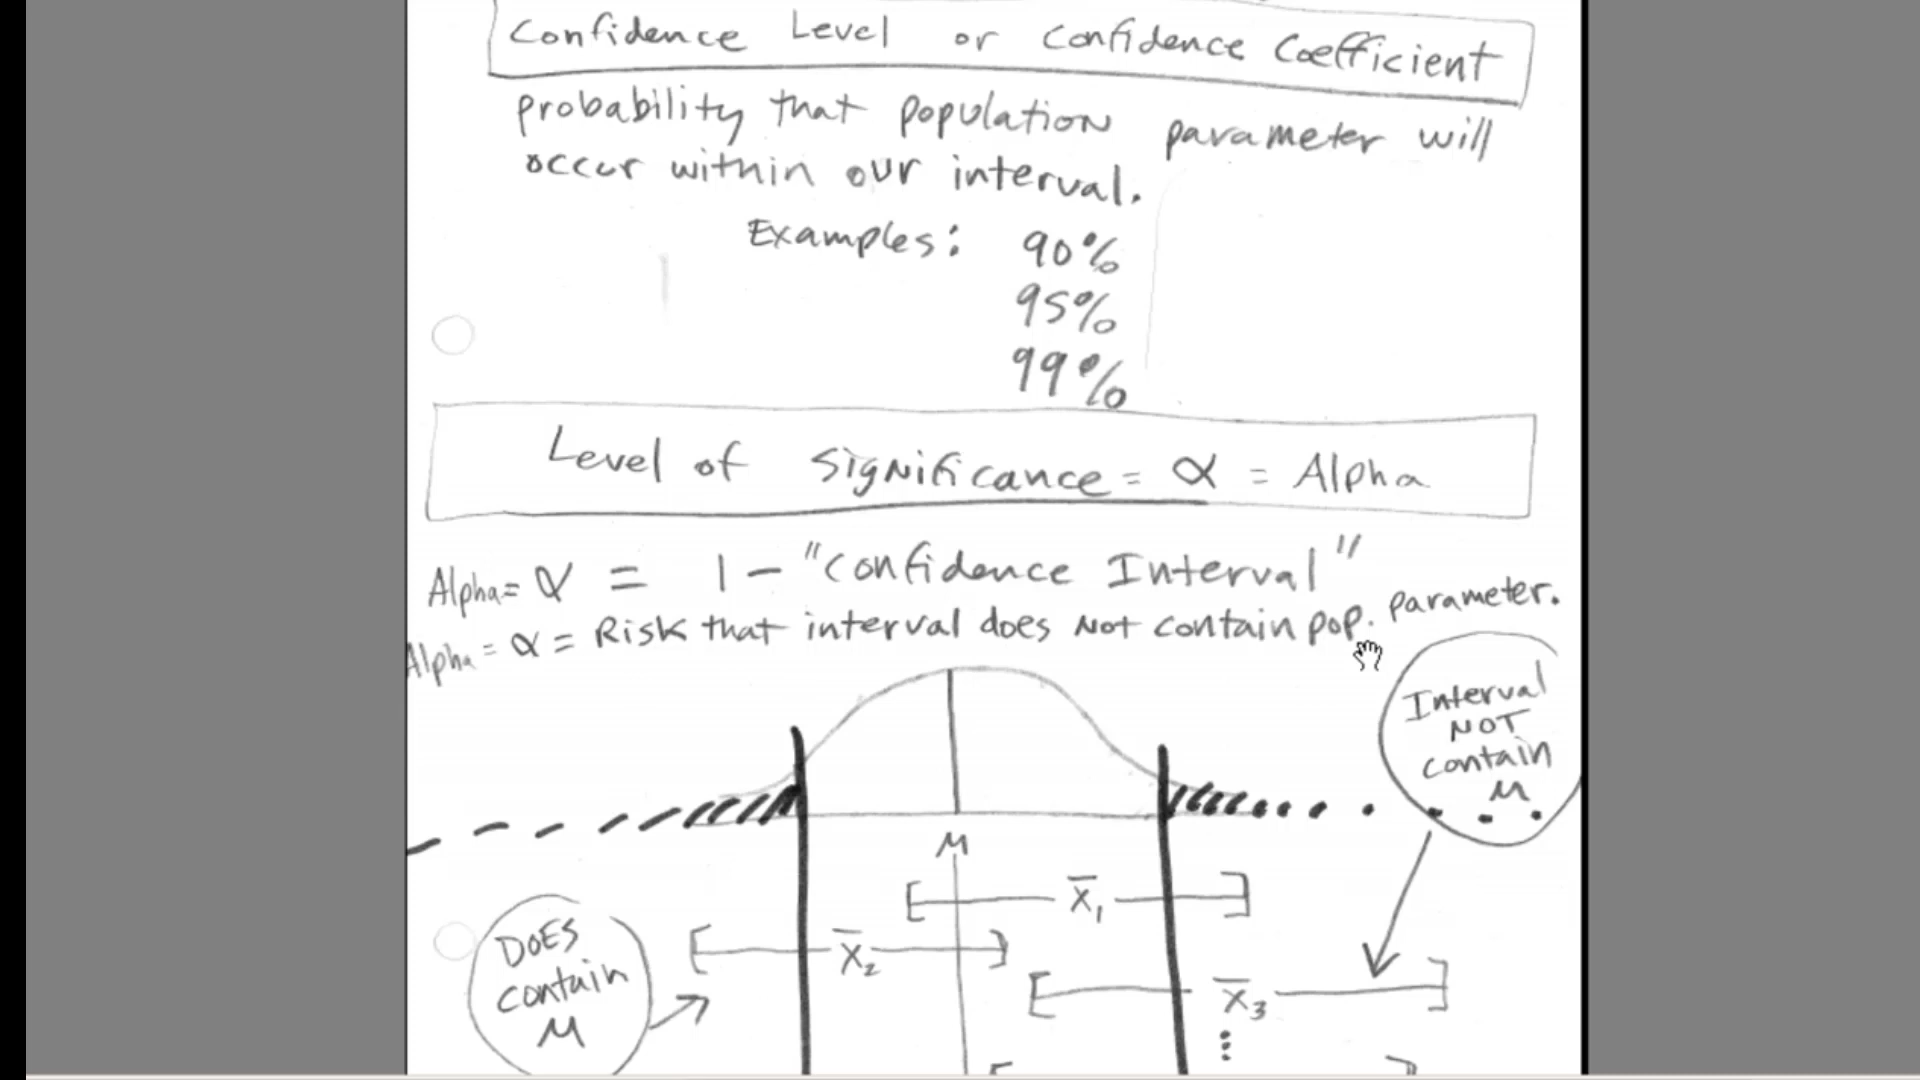 Confidence Level or Confidence Coefficient
probability that population parameter will
occur within our interval.
Examples: 90%
95%
99%
Level of Significance = α = Alpha
Alpha = α = 1 - "Confidence Interval"
Alpha = α = Risk that interval does Not contain pop. parameter.
Interval
NOT
contain
M
M
X̄₁
DOES
contain
M
X̄₂
X̄₃